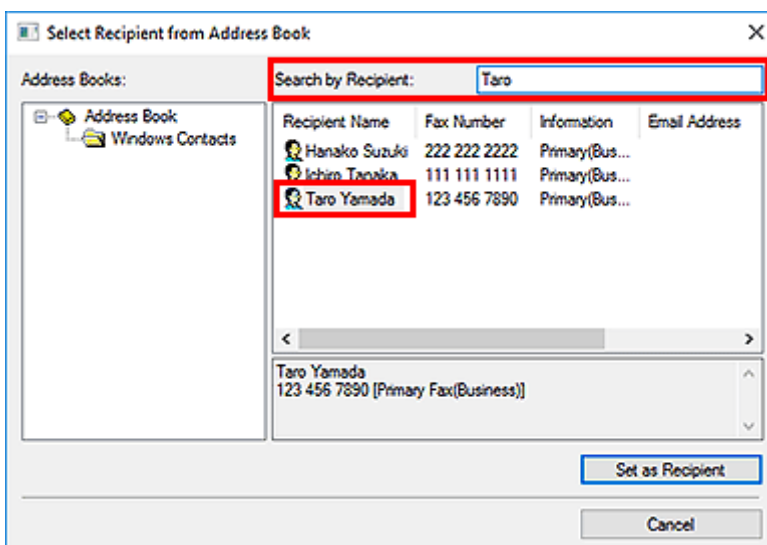 Select Recipient from Address Book
Address Books:
Search by Recipient: Taro
Address Book
Windows Contacts
Recipient Name Fax Number Information Email Address
Hanako Suzuki 222 222 2222 Primary(Bus...
Ichiro Tanaka 111 111 1111 Primary(Bus...
Taro Yamada 123 456 7890 Primary(Bus...
Taro Yamada
123 456 7890 [Primary Fax(Business)]
Set as Recipient
Cancel